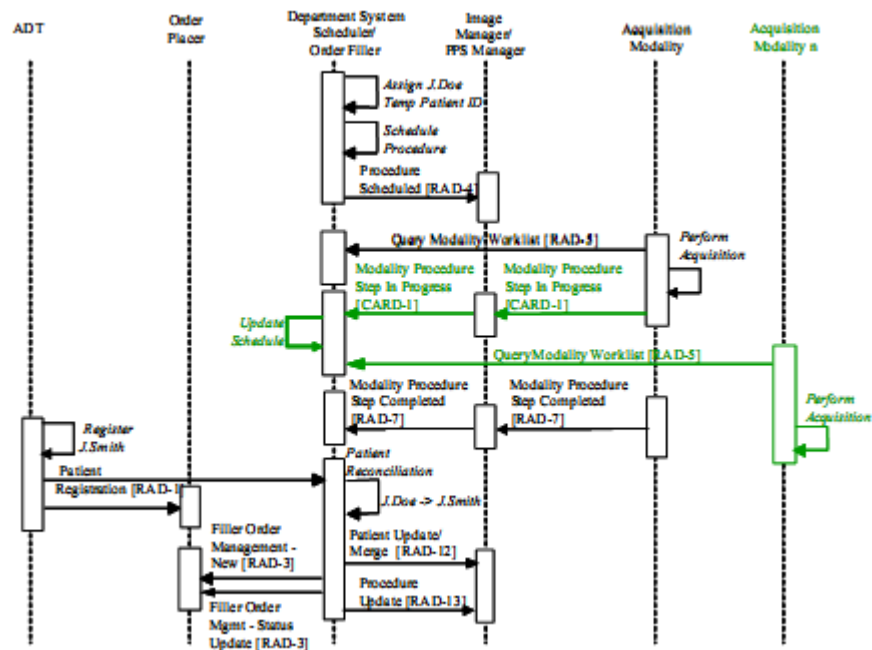 ADT
Order
Placer
Department System
Scheduler/
Order Filler
Image
Manager/
PPS Manager
Acquisition
Modality
Acquisition
Modality n
Assign J.Doe
Temp Patient ID
Schedule
Procedure
Procedure
Scheduled [RAD-4]
Query Modality Worklist [RAD-5]
Perform
Acquisition
Modality Procedure
Step In Progress
[CARD-1]
Modality Procedure
Step In Progress
[CARD-1]
Update
Schedule
Query Modality Worklist [RAD-5]
Modality Procedure
Step Completed
[RAD-7]
Modality Procedure
Step Completed
[RAD-7]
Perform
Acquisition
Register
J.Smith
Patient
Registration [RAD-1]
Patient
Reconciliation
J.Doe -> J.Smith
Filler Order
Management -
New [RAD-3]
Patient Update/
Merge [RAD-12]
Procedure
Update [RAD-13]
Filler Order
Mgmt - Status
Update [RAD-3]